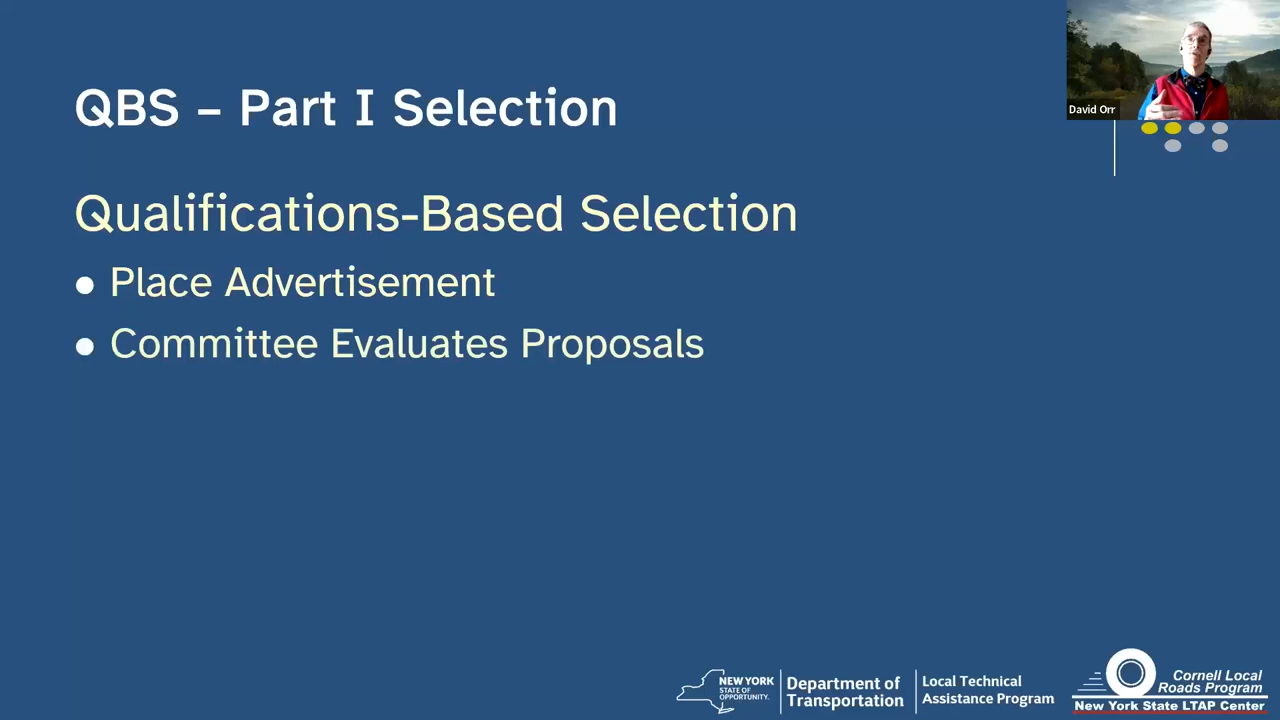 David Orr
QBS – Part I Selection
Qualifications-Based Selection
● Place Advertisement
● Committee Evaluates Proposals
NEW YORK
STATE OF
OPPORTUNITY.
Department of
Transportation
Local Technical
Assistance Program
Cornell Local
Roads Program
New York State LTAP Center